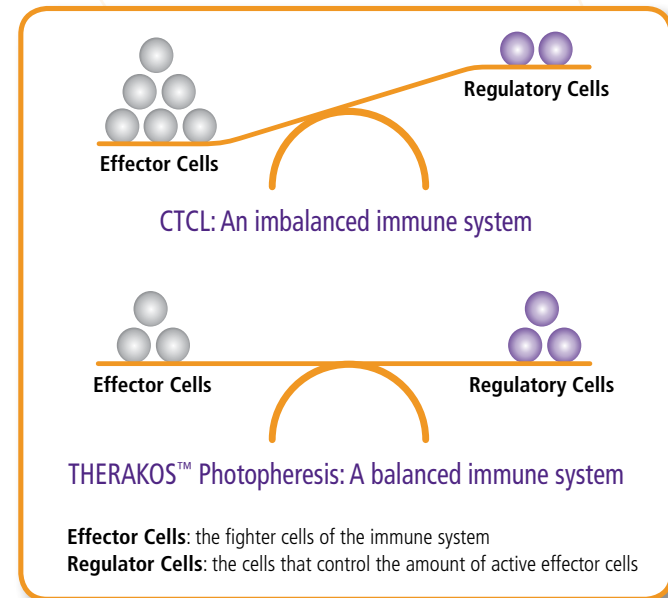 Regulatory Cells
Effector Cells
CTCL: An imbalanced immune system
Effector Cells
Regulatory Cells
THERAKOS™ Photopheresis: A balanced immune system
Effector Cells: the fighter cells of the immune system
Regulator Cells: the cells that control the amount of active effector cells